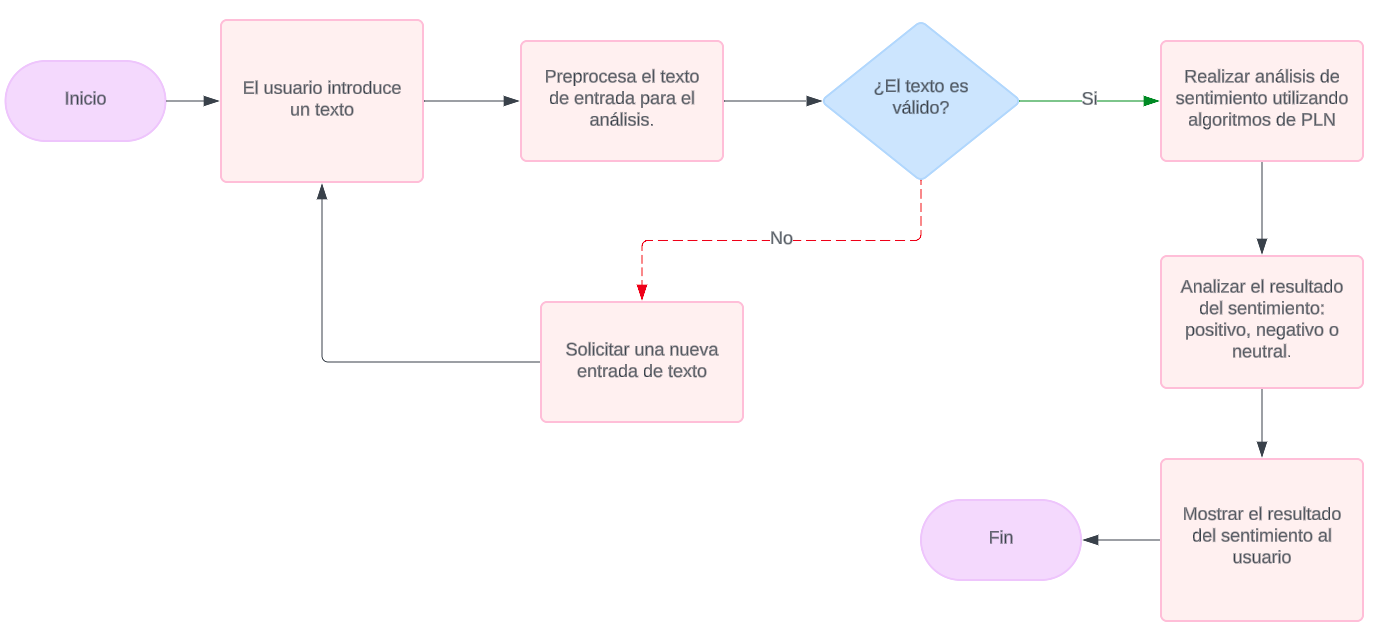 Inicio
El usuario introduce
un texto
Preprocesa el texto
de entrada para el
análisis.
¿El texto es
válido?
Si
Realizar análisis de
sentimiento utilizando
algoritmos de PLN
No
Solicitar una nueva
entrada de texto
Analizar el resultado
del sentimiento:
positivo, negativo o
neutral.
Mostrar el resultado
del sentimiento al
usuario
Fin